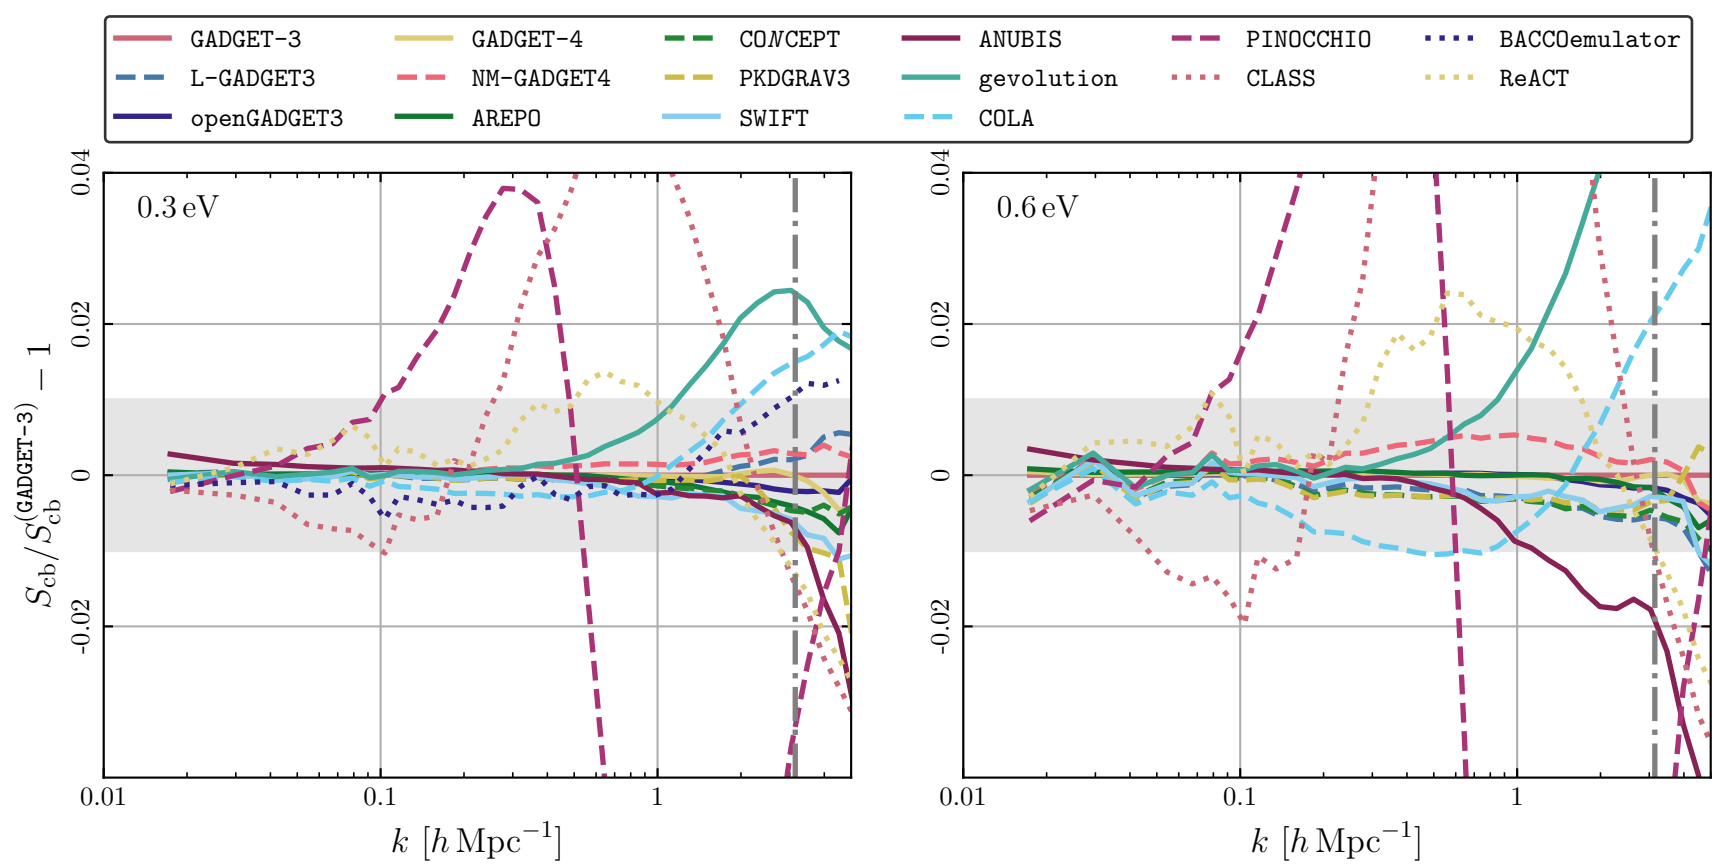 GADGET-3 GADGET-4 CONCEPT ANUBIS PINOCCHIO BACCOemulator
L-GADGET3 NM-GADGET4 PKDGRAV3 gevolution CLASS ReACT
openGADGET3 AREPO SWIFT COLA
0.3 eV
0.6 eV
0.04
0.02
0
-0.02
0.04
0.02
0
-0.02
S_cb/S_cb^(GADGET-3) − 1
0.01 0.1 1
0.01 0.1 1
k [h Mpc⁻¹]
k [h Mpc⁻¹]